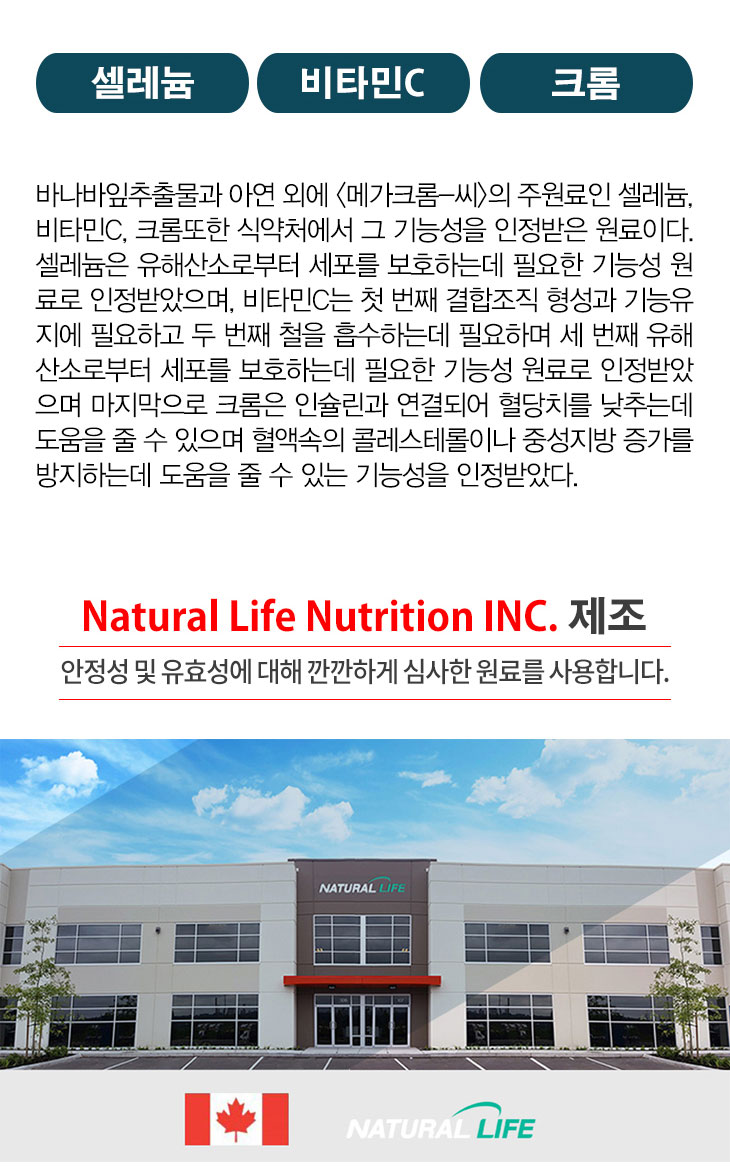 셀레늄
비타민C
크롬
바나바잎추출물과 아연 외에 <메가크롬-씨>의 주원료인 셀레늄,
비타민C, 크롬또한 식약처에서 그 기능성을 인정받은 원료이다.
셀레늄은 유해산소로부터 세포를 보호하는데 필요한 기능성 원
료로 인정받았으며, 비타민C는 첫 번째 결합조직 형성과 기능유
지에 필요하고 두 번째 철을 흡수하는데 필요하며 세 번째 유해
산소로부터 세포를 보호하는데 필요한 기능성 원료로 인정받았
으며 마지막으로 크롬은 인슐린과 연결되어 혈당치를 낮추는데
도움을 줄 수 있으며 혈액속의 콜레스테롤이나 중성지방 증가를
방지하는데 도움을 줄 수 있는 기능성을 인정받았다.
Natural Life Nutrition INC. 제조
안정성 및 유효성에 대해 깐깐하게 심사한 원료를 사용합니다.
NATURAL LIFE
NATURAL LIFE